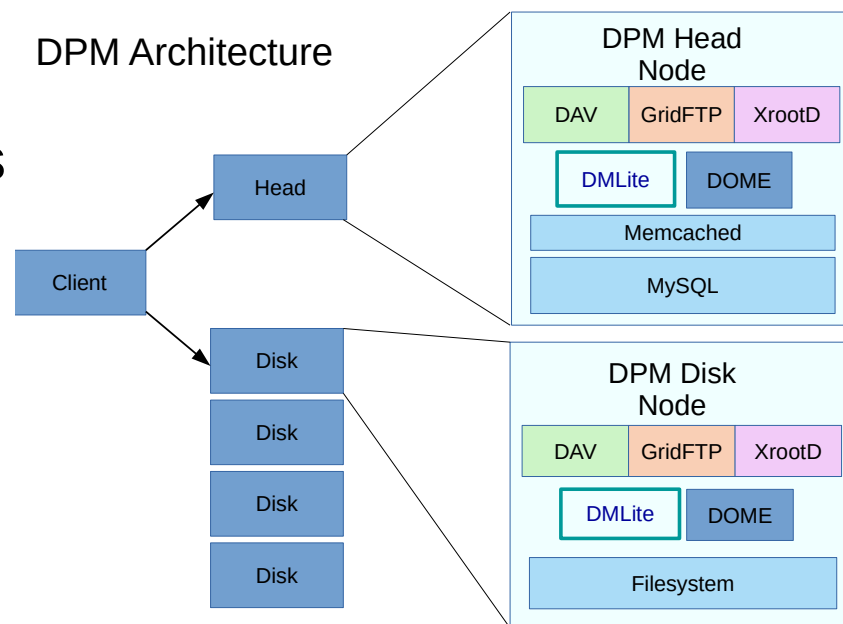 DPM Architecture
s
Client
Head
Disk
Disk
Disk
Disk
DPM Head
Node
DAV GridFTP XrootD
DMLite DOME
Memcached
MySQL
DPM Disk
Node
DAV GridFTP XrootD
DMLite DOME
Filesystem